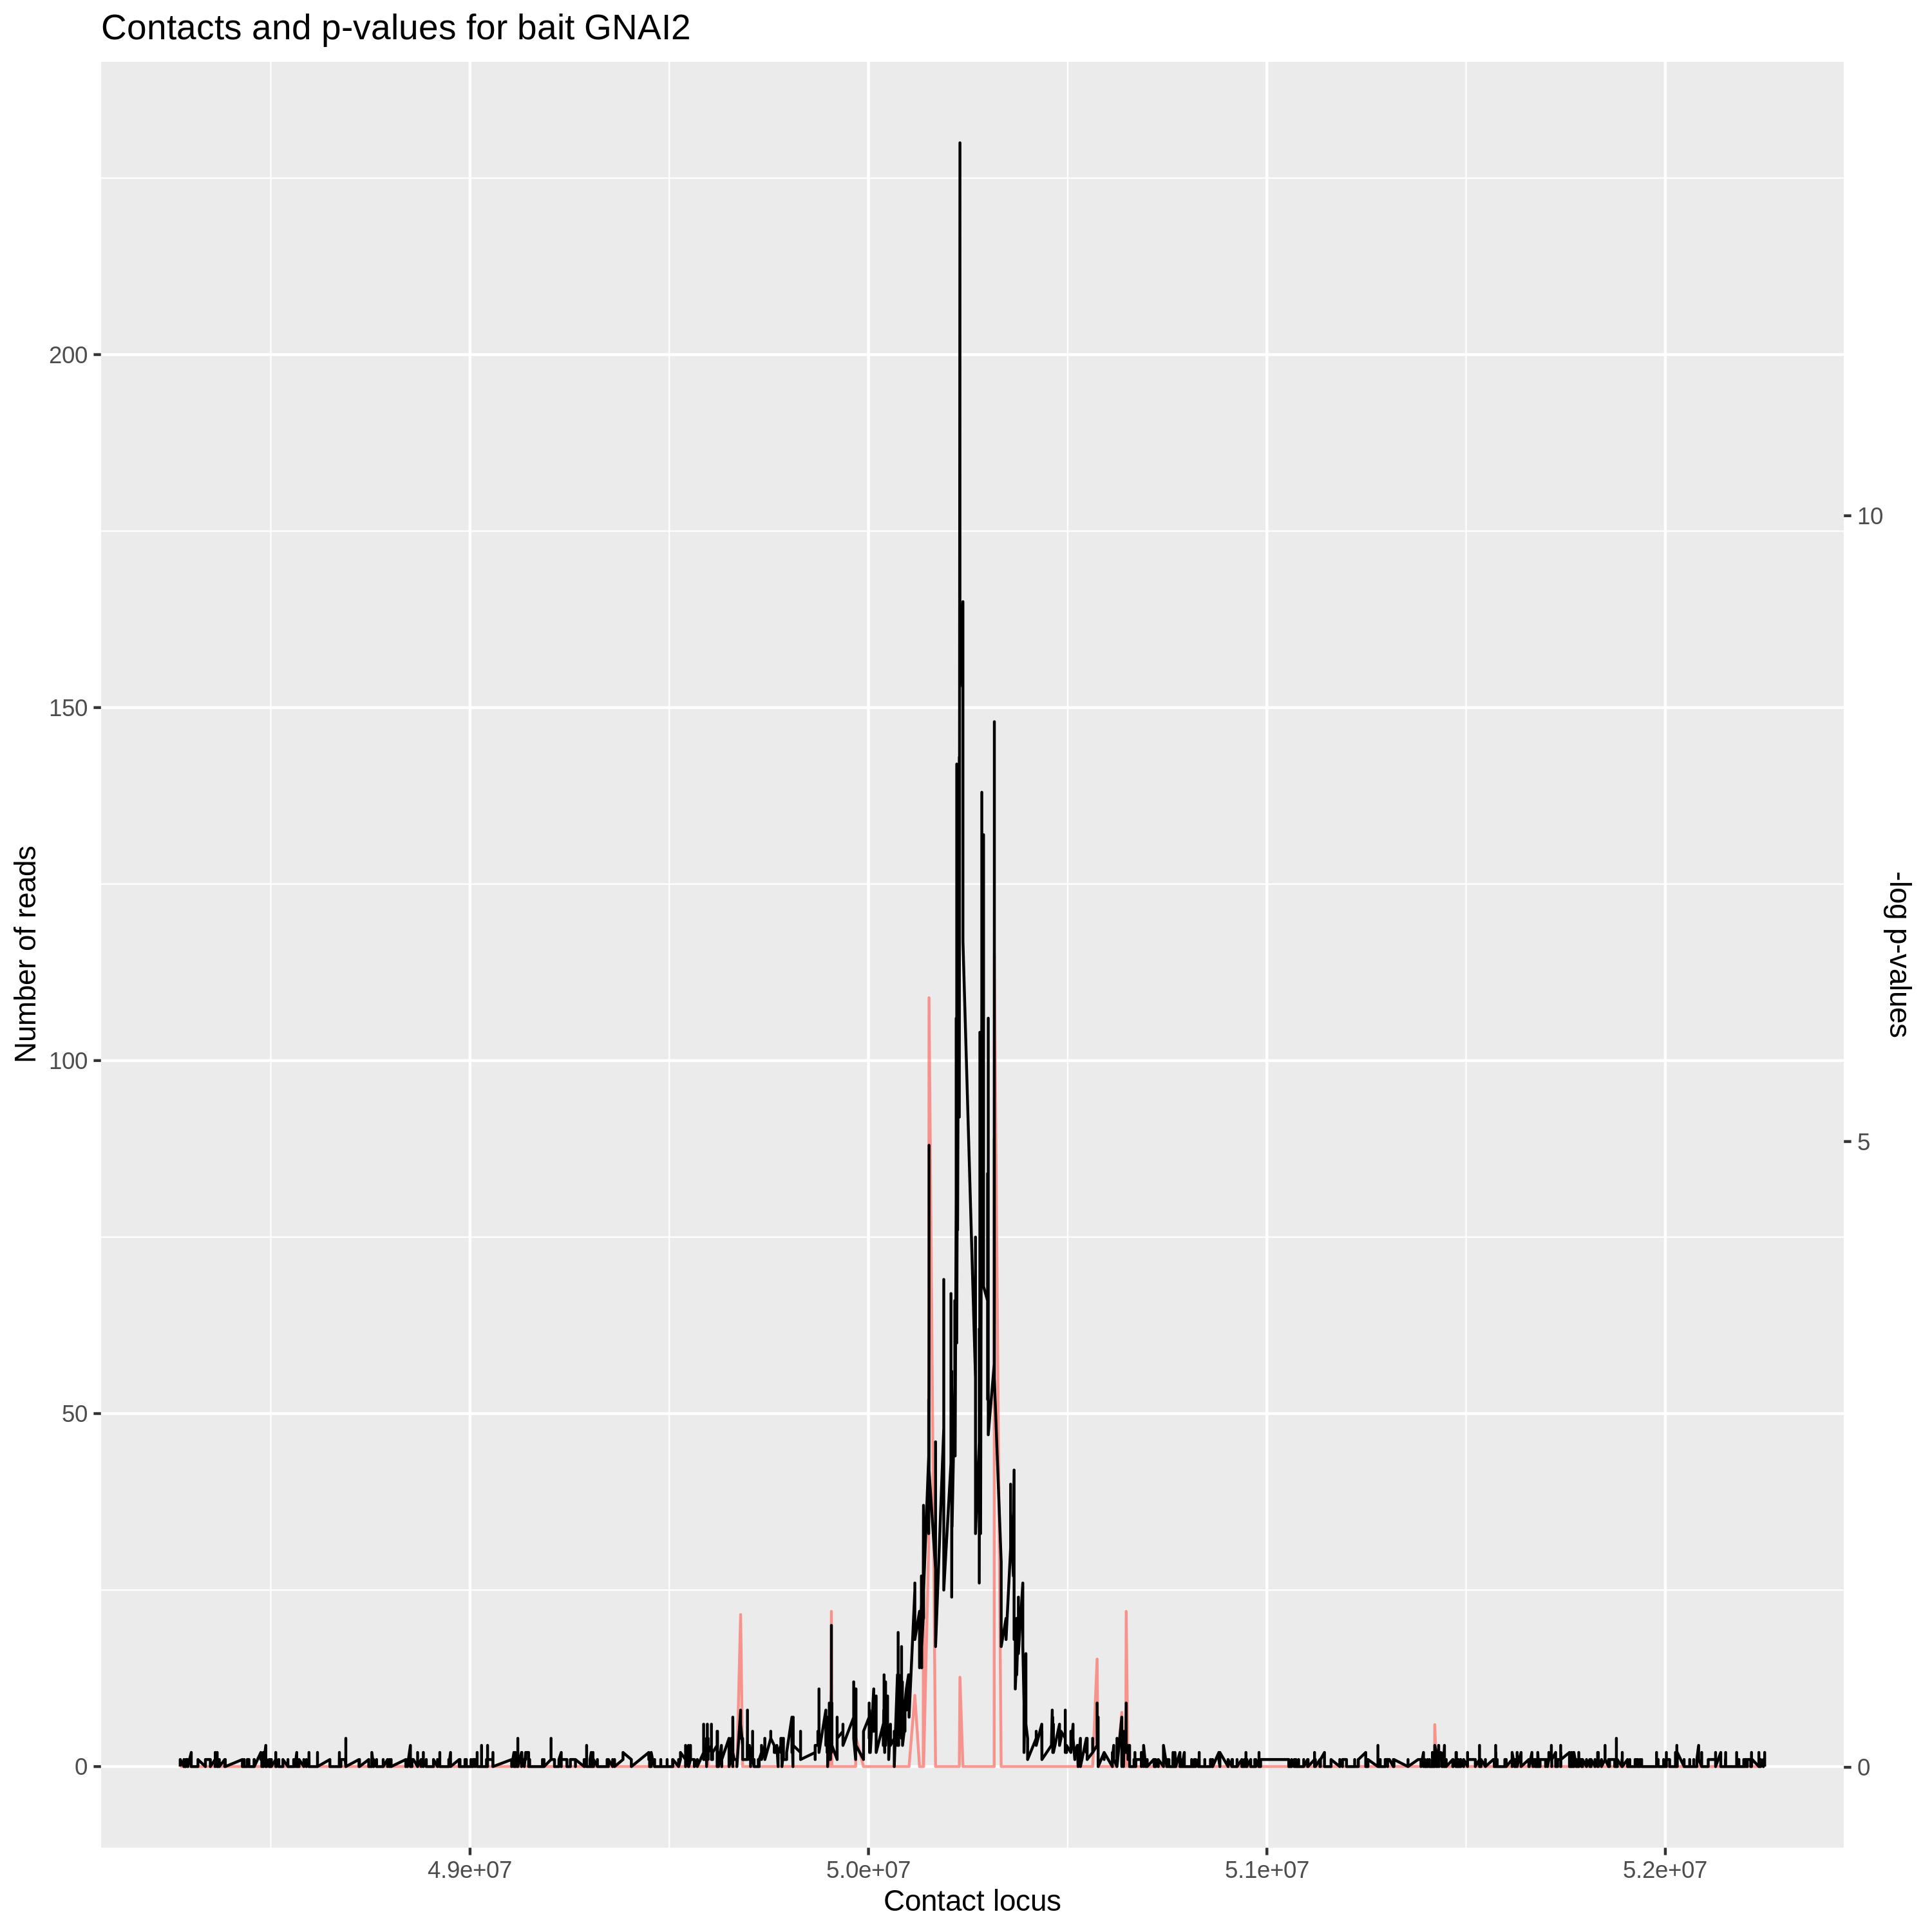 Contacts and p-values for bait GNAI2
Number of reads
200
150
100
50
0
10
5
0
-log p-values
4.9e+07
5.0e+07
5.1e+07
5.2e+07
Contact locus